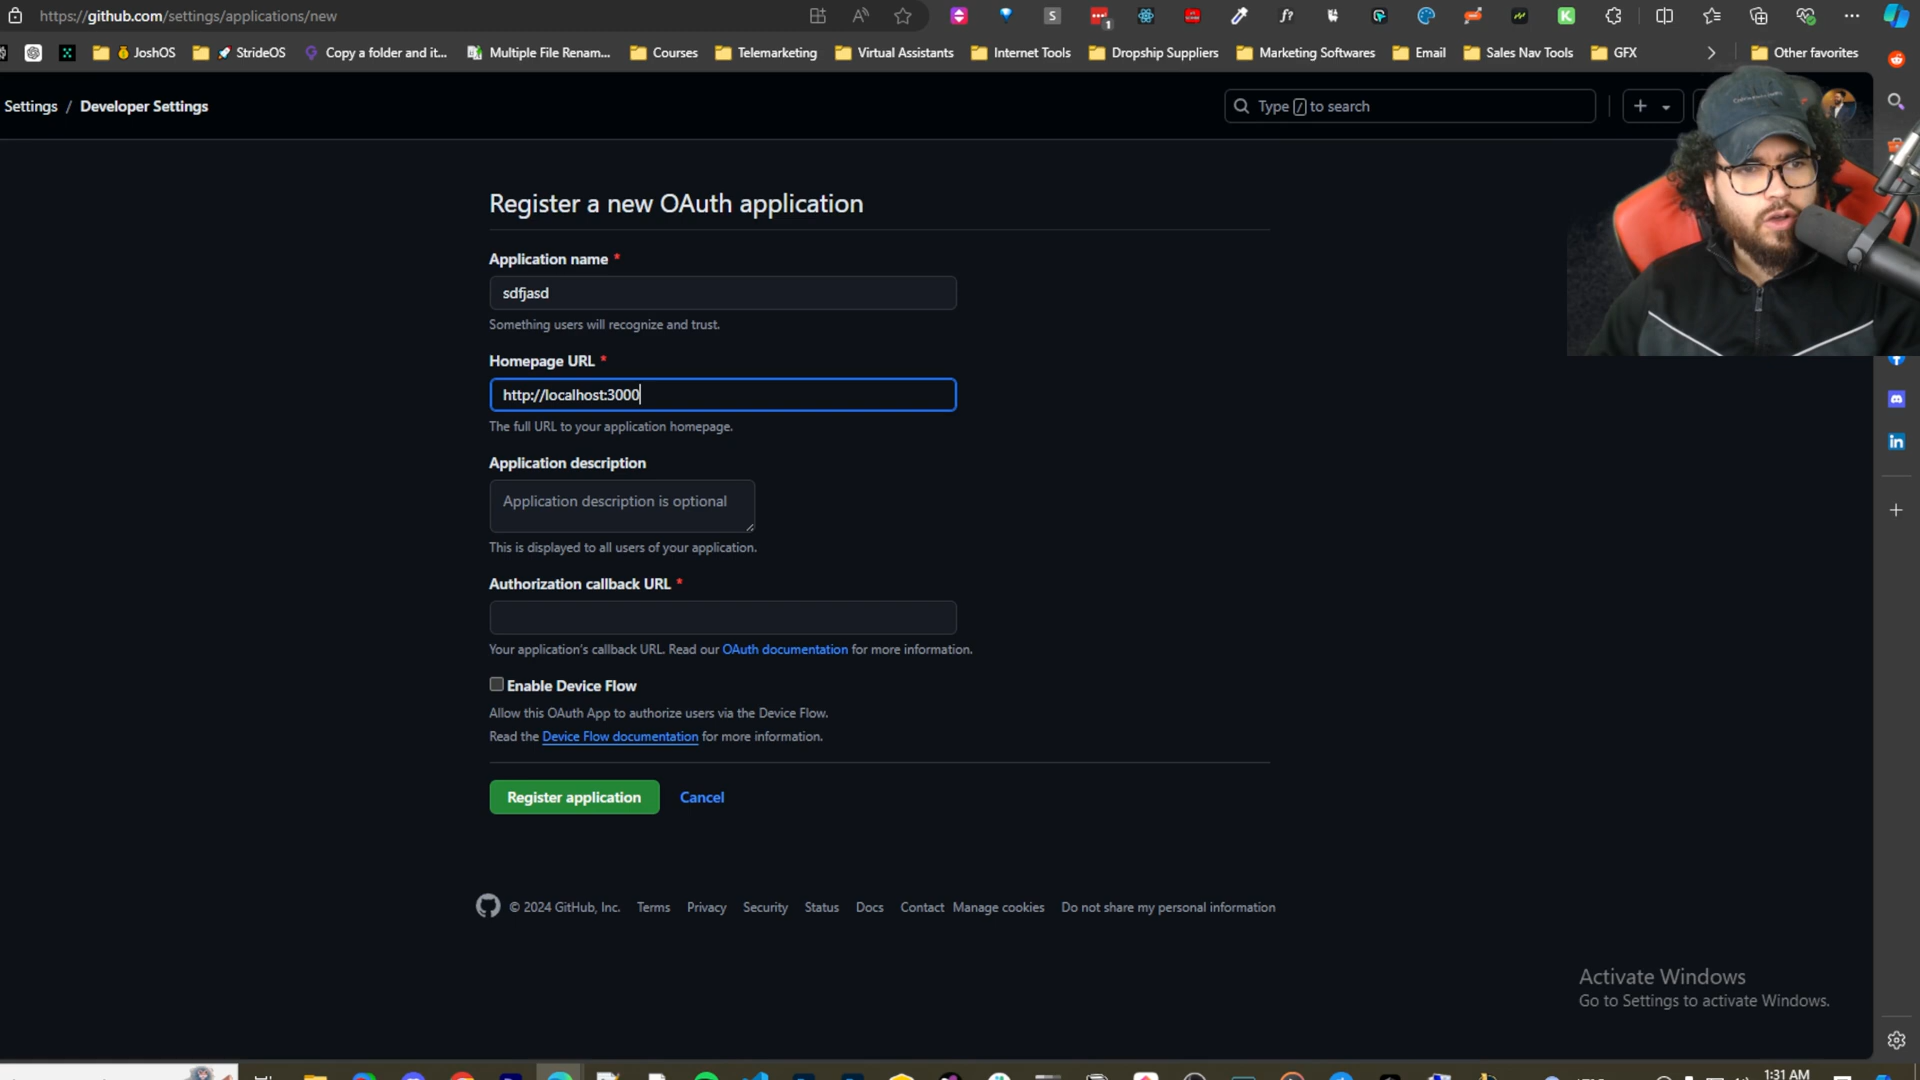 https://github.com/settings/applications/new
JoshOS
StrideOS
Copy a folder and it...
Multiple File Renam...
Courses
Telemarketing
Virtual Assistants
Internet Tools
Dropship Suppliers
Marketing Softwares
Email
Sales Nav Tools
GFX
Other favorites
Settings / Developer Settings
Type / to search
Register a new OAuth application
Application name *
sdfjasd
Something users will recognize and trust.
Homepage URL *
http://localhost:3000
The full URL to your application homepage.
Application description
Application description is optional
This is displayed to all users of your application.
Authorization callback URL *
Your application's callback URL. Read our OAuth documentation for more information.
Enable Device Flow
Allow this OAuth App to authorize users via the Device Flow.
Read the Device Flow documentation for more information.
Register application
Cancel
© 2024 GitHub, Inc. Terms Privacy Security Status Docs Contact Manage cookies Do not share my personal information
Activate Windows
Go to Settings to activate Windows.
1:31 AM